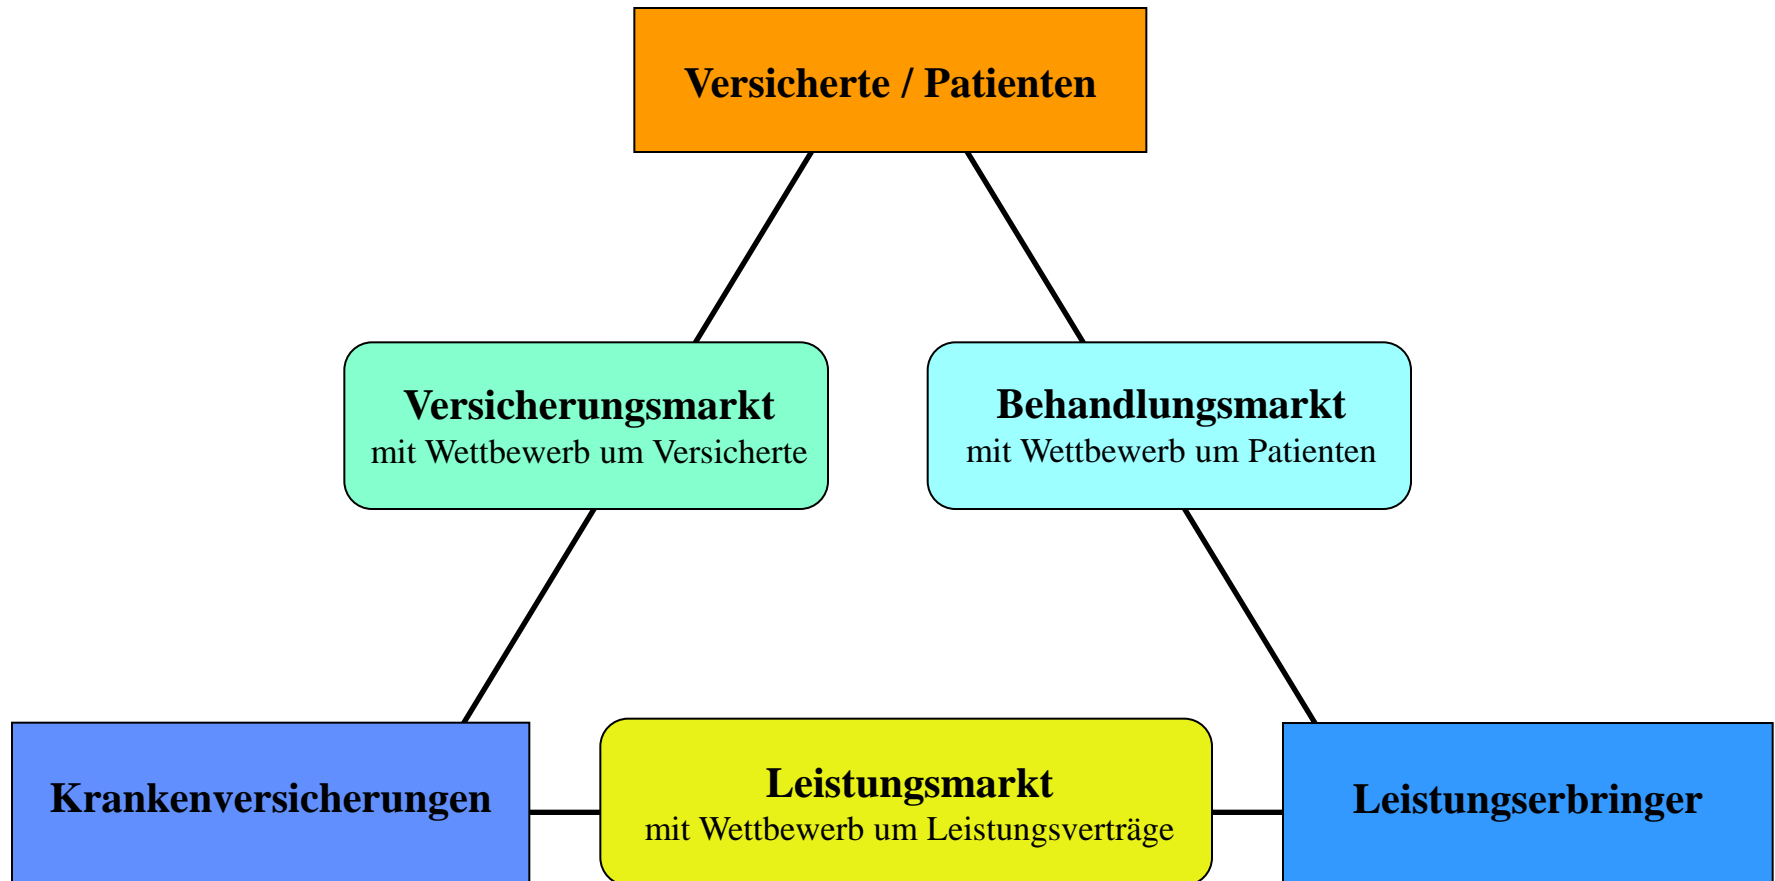 Versicherte / Patienten
Versicherungsmarkt
mit Wettbewerb um Versicherte
Behandlungsmarkt
mit Wettbewerb um Patienten
Krankenversicherungen
Leistungsmarkt
mit Wettbewerb um Leistungsverträge
Leistungserbringer